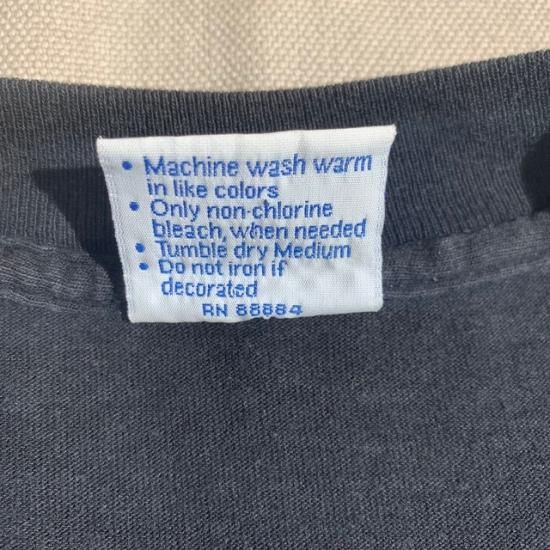 • Machine wash warm
in like colors
• Only non-chlorine
bleach, when needed
• Tumble dry Medium
• Do not iron if
decorated
RN 88884